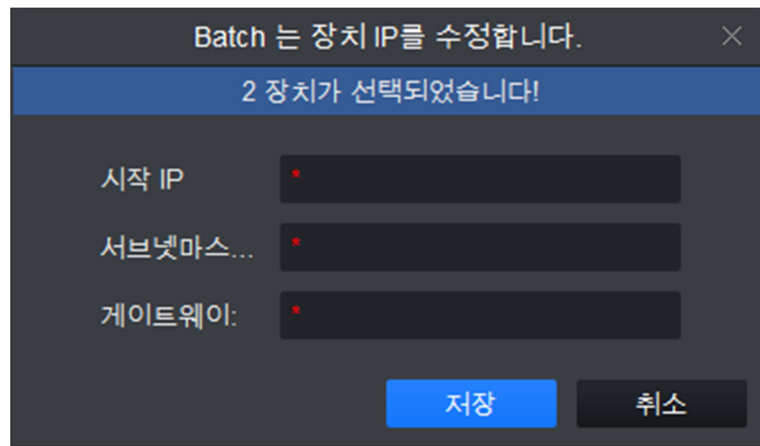 Batch 는 장치 IP를 수정합니다.
2 장치가 선택되었습니다!
시작 IP *
서브넷마스... *
게이트웨이: *
저장 취소